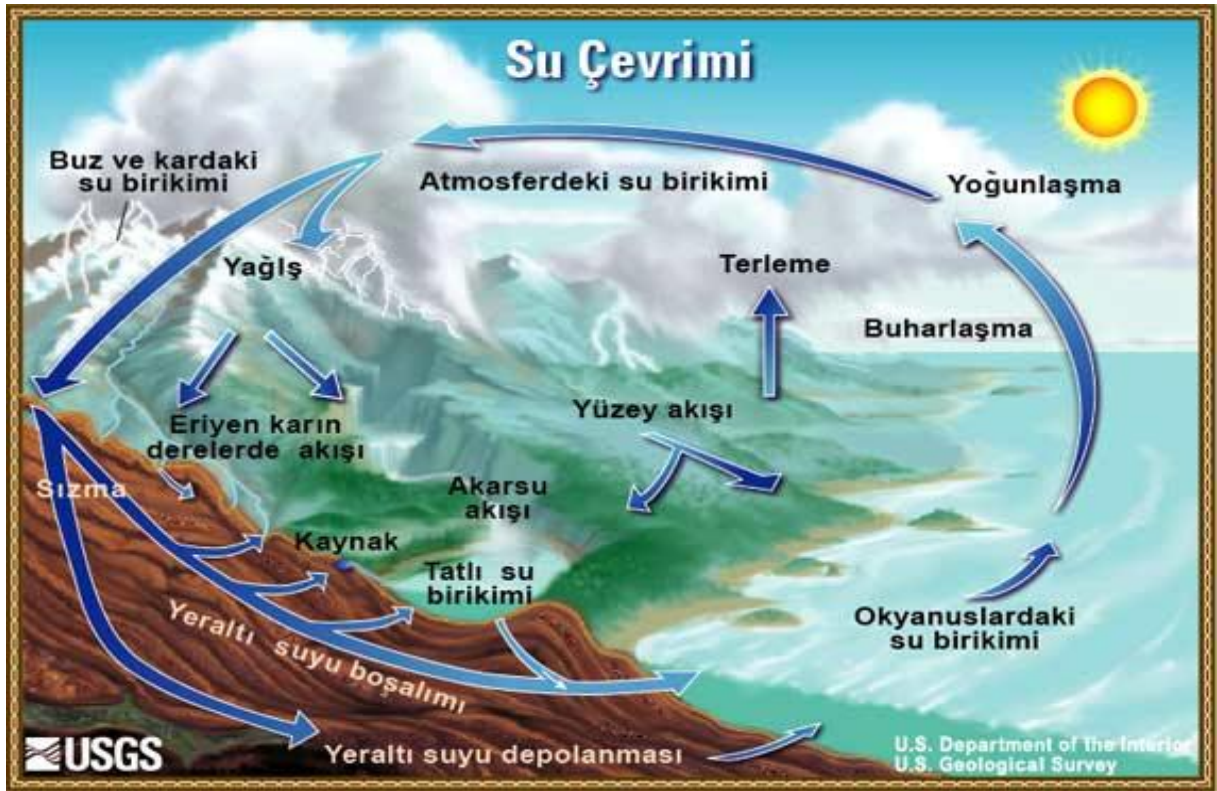 Su Çevrimi
Buz ve kardaki
su birikimi
Atmosferdeki su birikimi
Yoğunlaşma
Yağış
Terleme
Buharlaşma
Eriyen karın
derelerde akışı
Yüzey akışı
Sızma
Akarsu
akışı
Kaynak
Tatlı su
birikimi
Okyanuslardaki
su birikimi
Yeraltı suyu boşalımı
Yeraltı suyu depolanması
USGS
U.S. Department of the Interior
U.S. Geological Survey